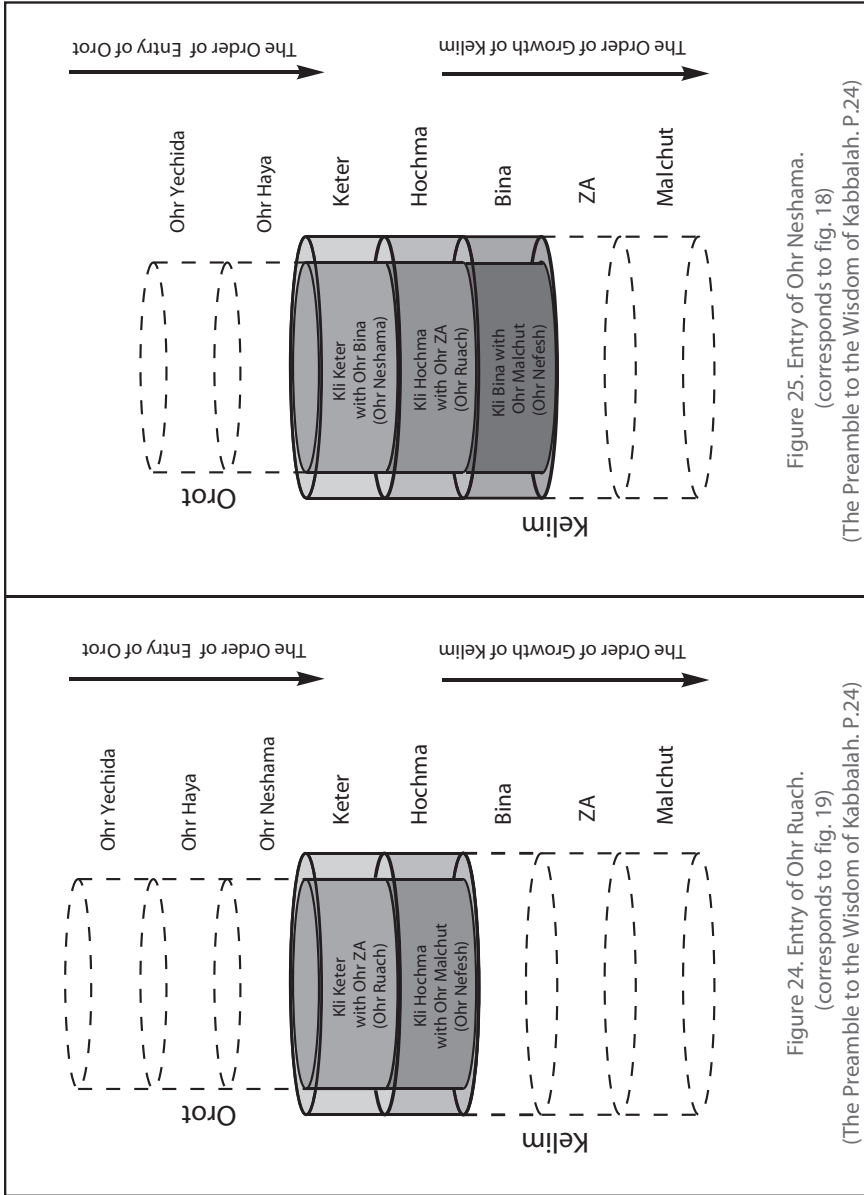 The Order of Entry of Orot
The Order of Growth of Kelim
Ohr Yechida
Ohr Haya
Ohr Neshama
Keter
Hochma
Bina
ZA
Malchut
Kli Keter
with Ohr ZA
(Ohr Ruach)
Kli Hochma
with Ohr Malchut
(Ohr Nefesh)
Orot
Kelim
Figure 24. Entry of Ohr Ruach.
(corresponds to fig. 19)
(The Preamble to the Wisdom of Kabbalah. P.24)
The Order of Entry of Orot
The Order of Growth of Kelim
Ohr Yechida
Ohr Haya
Keter
Hochma
Bina
ZA
Malchut
Kli Keter
with Ohr Bina
(Ohr Neshama)
Kli Hochma
with Ohr ZA
(Ohr Ruach)
Kli Bina with
Ohr Malchut
(Ohr Nefesh)
Orot
Kelim
Figure 25. Entry of Ohr Neshama.
(corresponds to fig. 18)
(The Preamble to the Wisdom of Kabbalah. P.24)